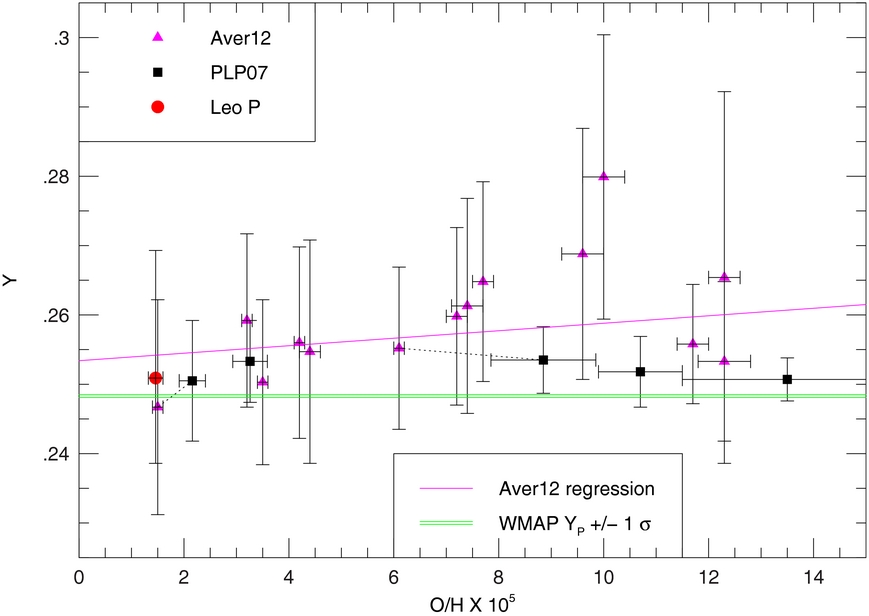 .3
Aver12
PLP07
Leo P
.28
Y
.26
.24
Aver12 regression
WMAP YP +/− 1 σ
0 2 4 6 8 10 12 14
O/H X 10⁵